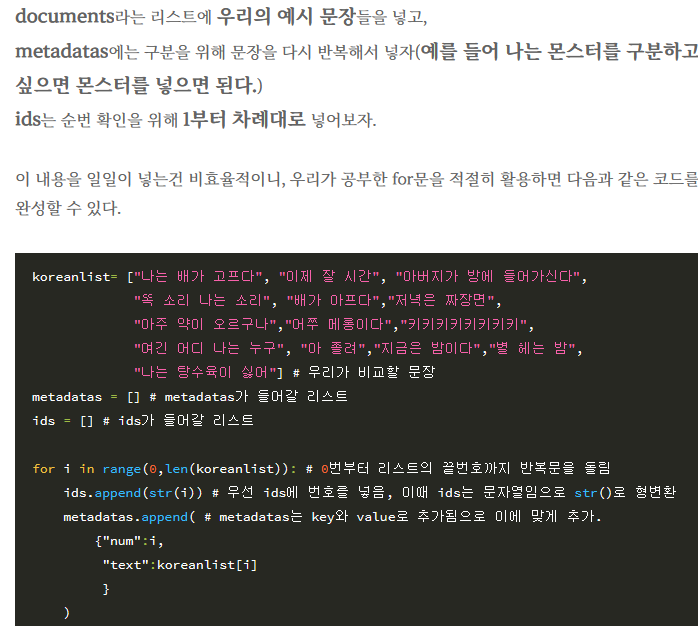 documents라는 리스트에 우리의 예시 문장들을 넣고,
metadatas에는 구분을 위해 문장을 다시 반복해서 넣자(예를 들어 나는 몬스터를 구분하고
싶으면 몬스터를 넣으면 된다.)
ids는 순번 확인을 위해 1부터 차례대로 넣어보자.
이 내용을 일일이 넣는건 비효율적이니, 우리가 공부한 for문을 적절히 활용하면 다음과 같은 코드를
완성할 수 있다.
koreanlist= ["나는 배가 고프다", "이제 잘 시간", "아버지가 방에 들어가신다",
"뚝 소리 나는 소리", "배가 아프다","저녁은 짜장면",
"아주 약이 오르구나","어쭈 메롱이다","키키키키키키키키",
"여긴 어디 나는 누구", "아 졸려","지금은 밤이다","별 헤는 밤",
"나는 탕수육이 싫어"] # 우리가 비교할 문장
metadatas = [] # metadatas가 들어갈 리스트
ids = [] # ids가 들어갈 리스트
for i in range(0,len(koreanlist)): # 0번부터 리스트의 끝번호까지 반복문을 돌림
ids.append(str(i)) # 우선 ids에 번호를 넣음, 이때 ids는 문자열임으로 str()로 형변환
metadatas.append( # metadatas는 key와 value로 추가됨으로 이에 맞게 추가.
{"num":i,
"text":koreanlist[i]
}
)